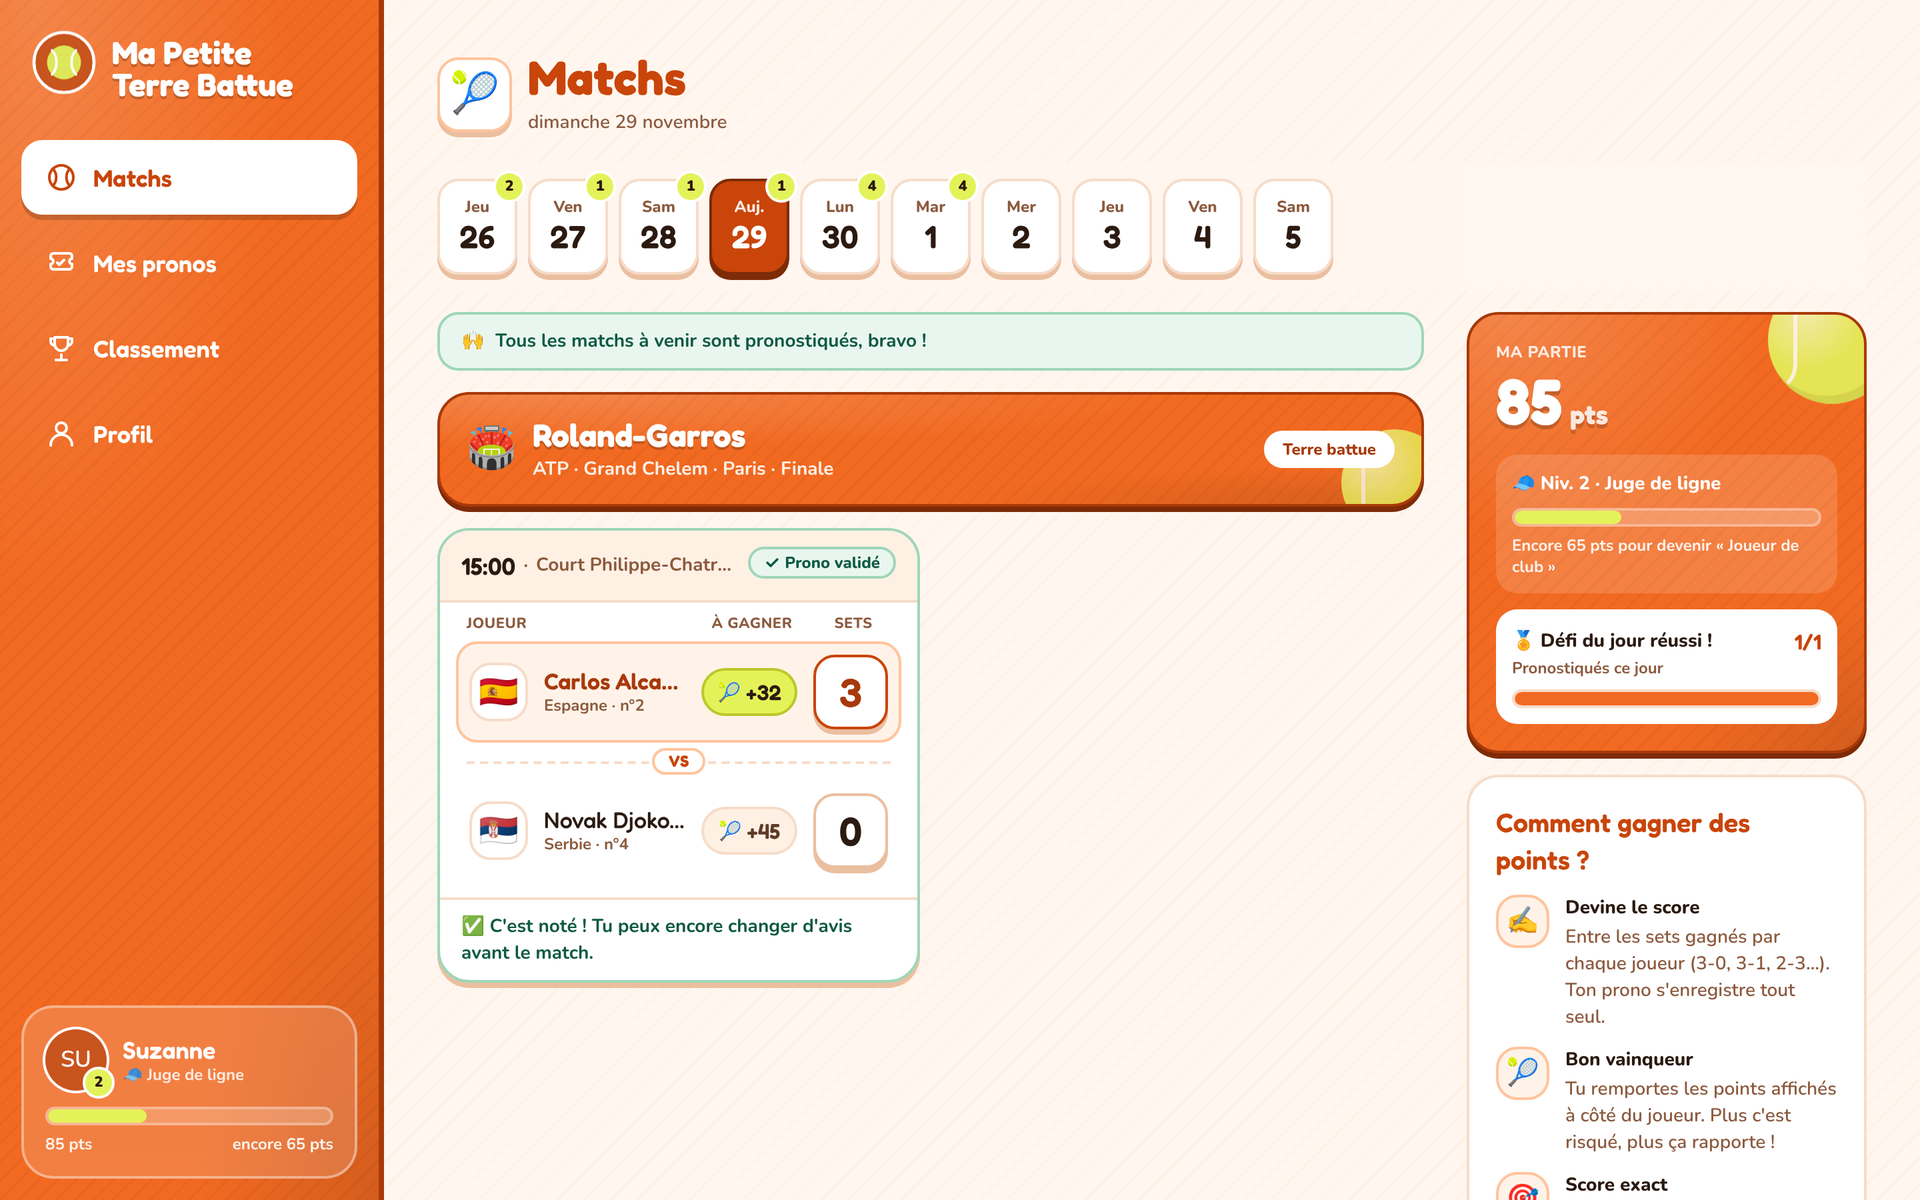 Ma Petite
Terre Battue
Matchs
Mes pronos
Classement
Profil
SU
2
Suzanne
Juge de ligne
85 pts
encore 65 pts
Matchs
dimanche 29 novembre
Jeu
26
2
Ven
27
1
Sam
28
1
Auj.
29
1
Lun
30
4
Mar
1
4
Mer
2
Jeu
3
Ven
4
Sam
5
Tous les matchs à venir sont pronostiqués, bravo !
Roland-Garros
ATP · Grand Chelem · Paris · Finale
Terre battue
15:00 · Court Philippe-Chatr...
Prono validé
JOUEUR
À GAGNER
SETS
Carlos Alca...
Espagne · n°2
+32
3
VS
Novak Djoko...
Serbie · n°4
+45
0
C'est noté ! Tu peux encore changer d'avis
avant le match.
MA PARTIE
85 pts
Niv. 2 · Juge de ligne
Encore 65 pts pour devenir « Joueur de
club »
Défi du jour réussi !
1/1
Pronostiqués ce jour
Comment gagner des
points ?
Devine le score
Entre les sets gagnés par
chaque joueur (3-0, 3-1, 2-3...).
Ton prono s'enregistre tout
seul.
Bon vainqueur
Tu remportes les points affichés
à côté du joueur. Plus c'est
risqué, plus ça rapporte !
Score exact